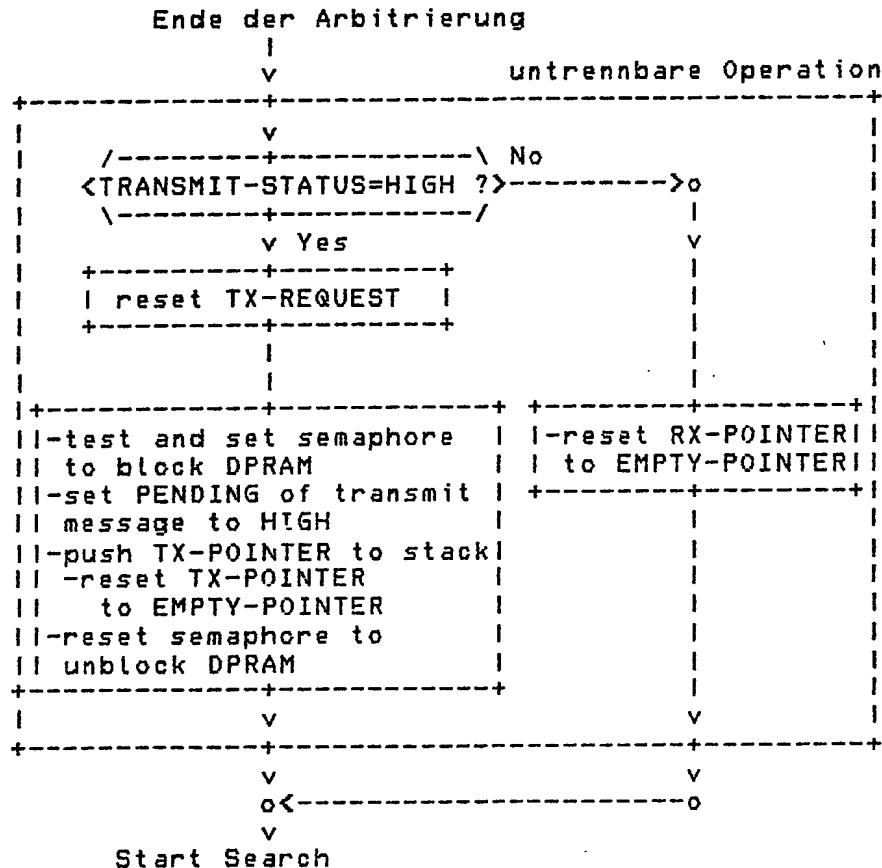 Ende der Arbitrierung
untrennbare Operation
No
TRANSMIT-STATUS=HIGH ?
Yes
reset TX-REQUEST
-test and set semaphore
to block DPRAM
-set PENDING of transmit
message to HIGH
-push TX-POINTER to stack
-reset TX-POINTER
to EMPTY-POINTER
-reset semaphore to
unblock DPRAM
-reset RX-POINTER
to EMPTY-POINTER
Start Search